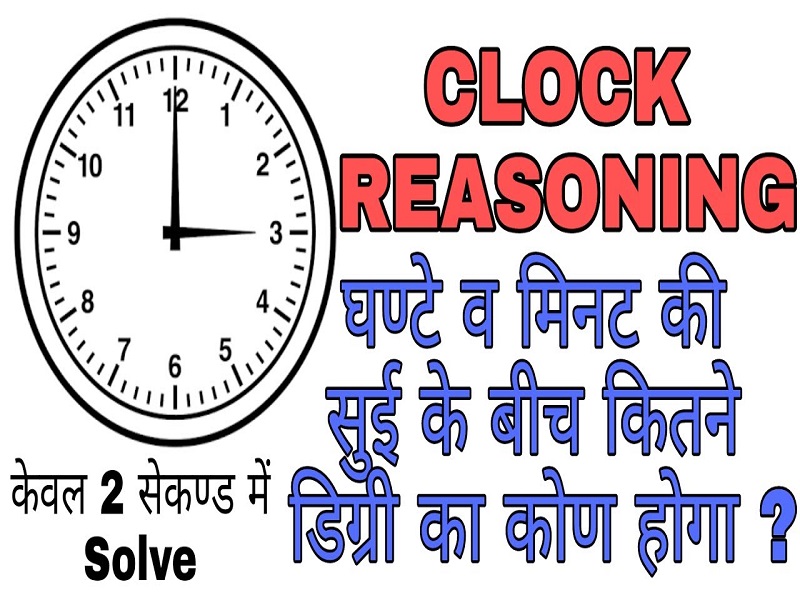 12
11
1
10
2
9
3
8
4
7
5
6
CLOCK
REASONING
घण्टे व मिनट की
सुई के बीच कितने
डिग्री का कोण होगा ?
केवल 2 सेकण्ड में
Solve